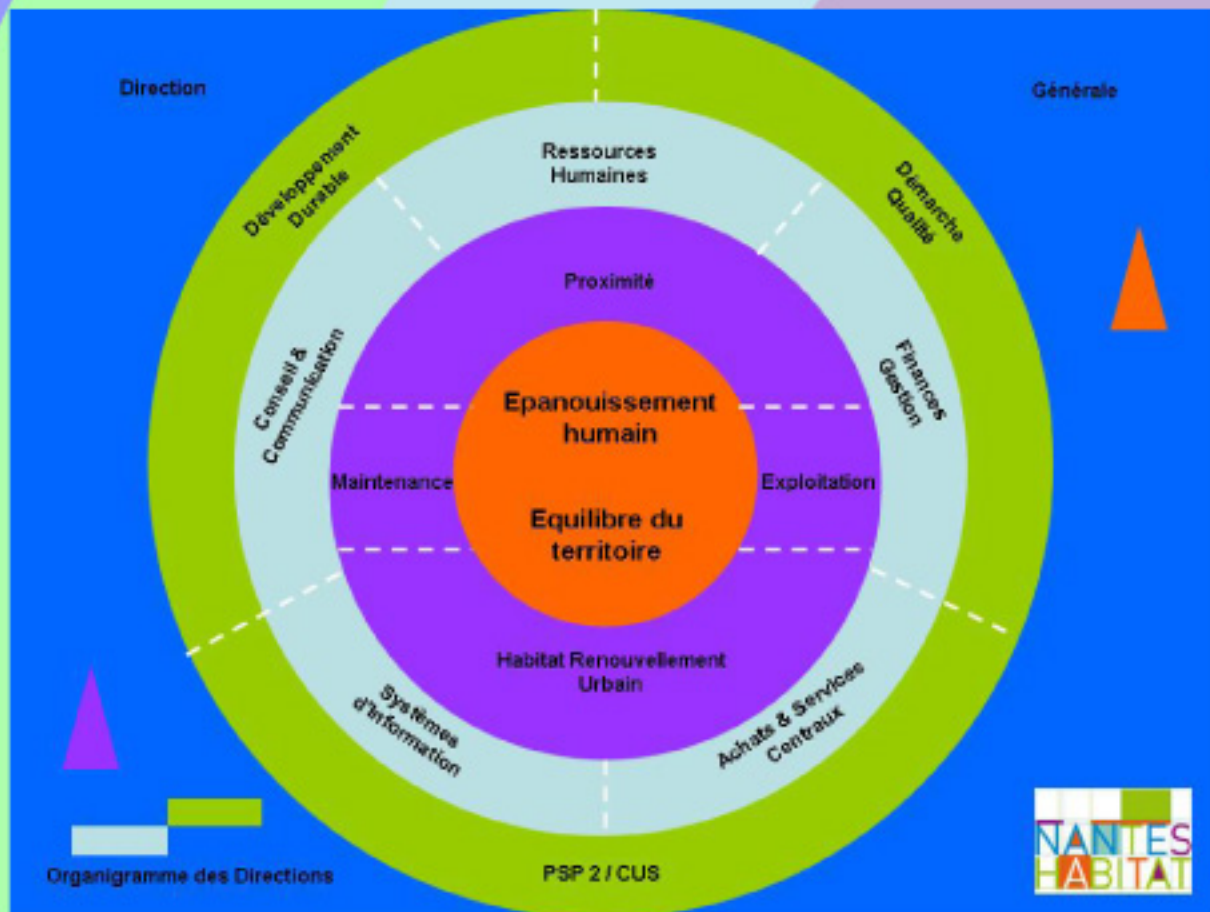 Direction
Générale
Développement
Durable
Démarche
Qualité
Ressources
Humaines
Conseil &
Communication
Finances
Gestion
Proximité
Epanouissement
humain
Maintenance
Exploitation
Equilibre du
territoire
Habitat Renouvellement
Urbain
Systèmes
d'Information
Achats & Services
Centraux
PSP 2 / CUS
Organigramme des Directions
NANTES
HABITAT